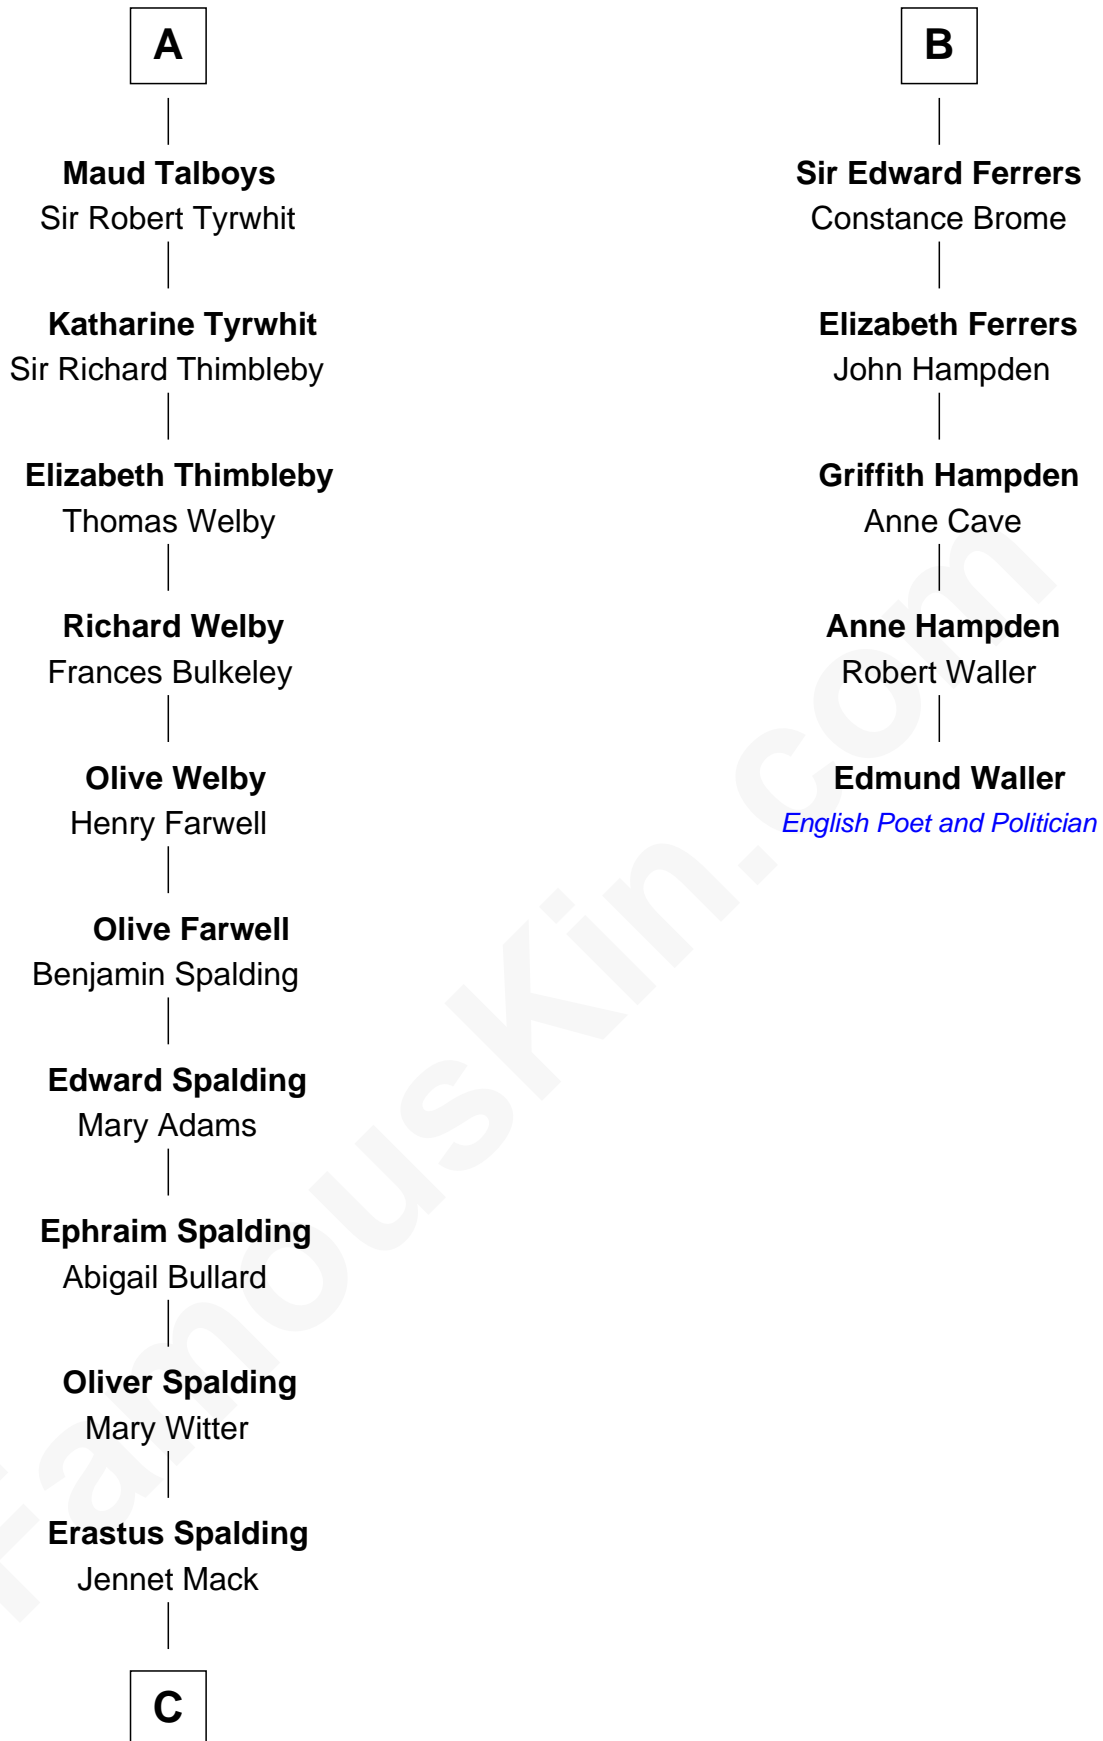 A
Maud Talboys
Sir Robert Tyrwhit
Katharine Tyrwhit
Sir Richard Thimbleby
Elizabeth Thimbleby
Thomas Welby
Richard Welby
Frances Bulkeley
Olive Welby
Henry Farwell
Olive Farwell
Benjamin Spalding
Edward Spalding
Mary Adams
Ephraim Spalding
Abigail Bullard
Oliver Spalding
Mary Witter
Erastus Spalding
Jennet Mack
C
B
Sir Edward Ferrers
Constance Brome
Elizabeth Ferrers
John Hampden
Griffith Hampden
Anne Cave
Anne Hampden
Robert Waller
Edmund Waller
English Poet and Politician
FamousKin.com